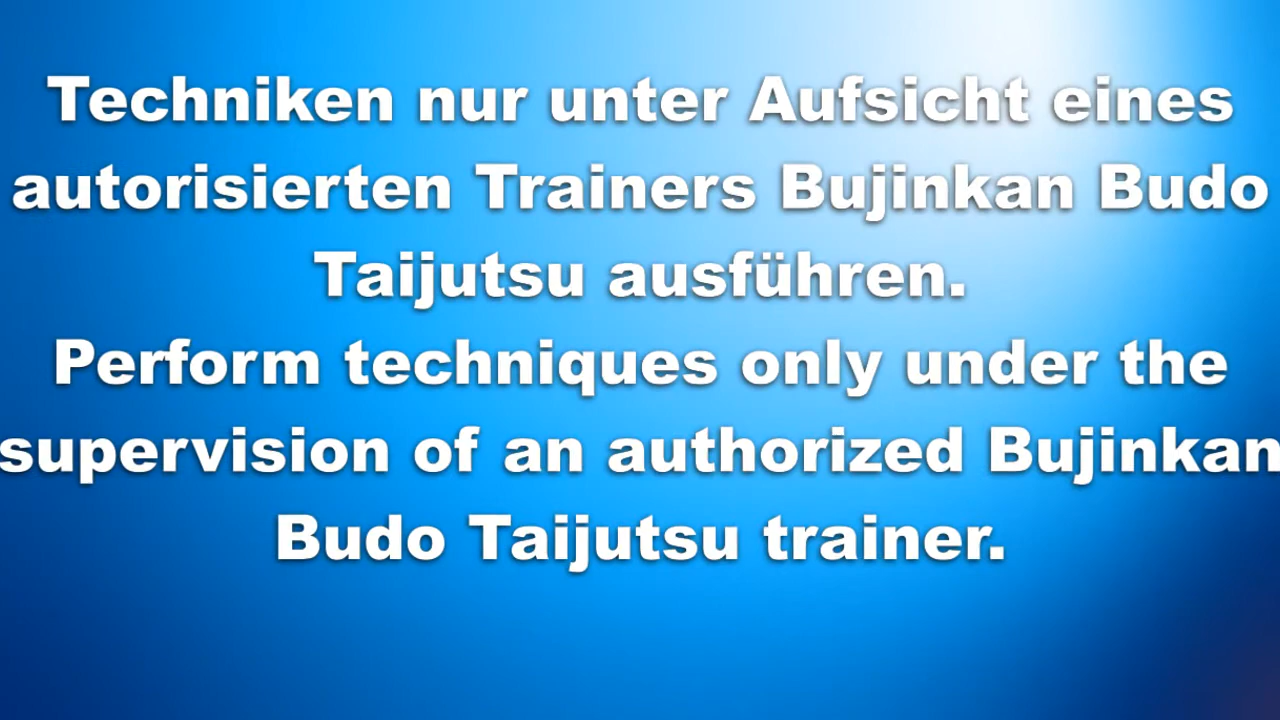 Techniken nur unter Aufsicht eines
autorisierten Trainers Bujinkan Budo
Taijutsu ausführen.
Perform techniques only under the
supervision of an authorized Bujinkan
Budo Taijutsu trainer.